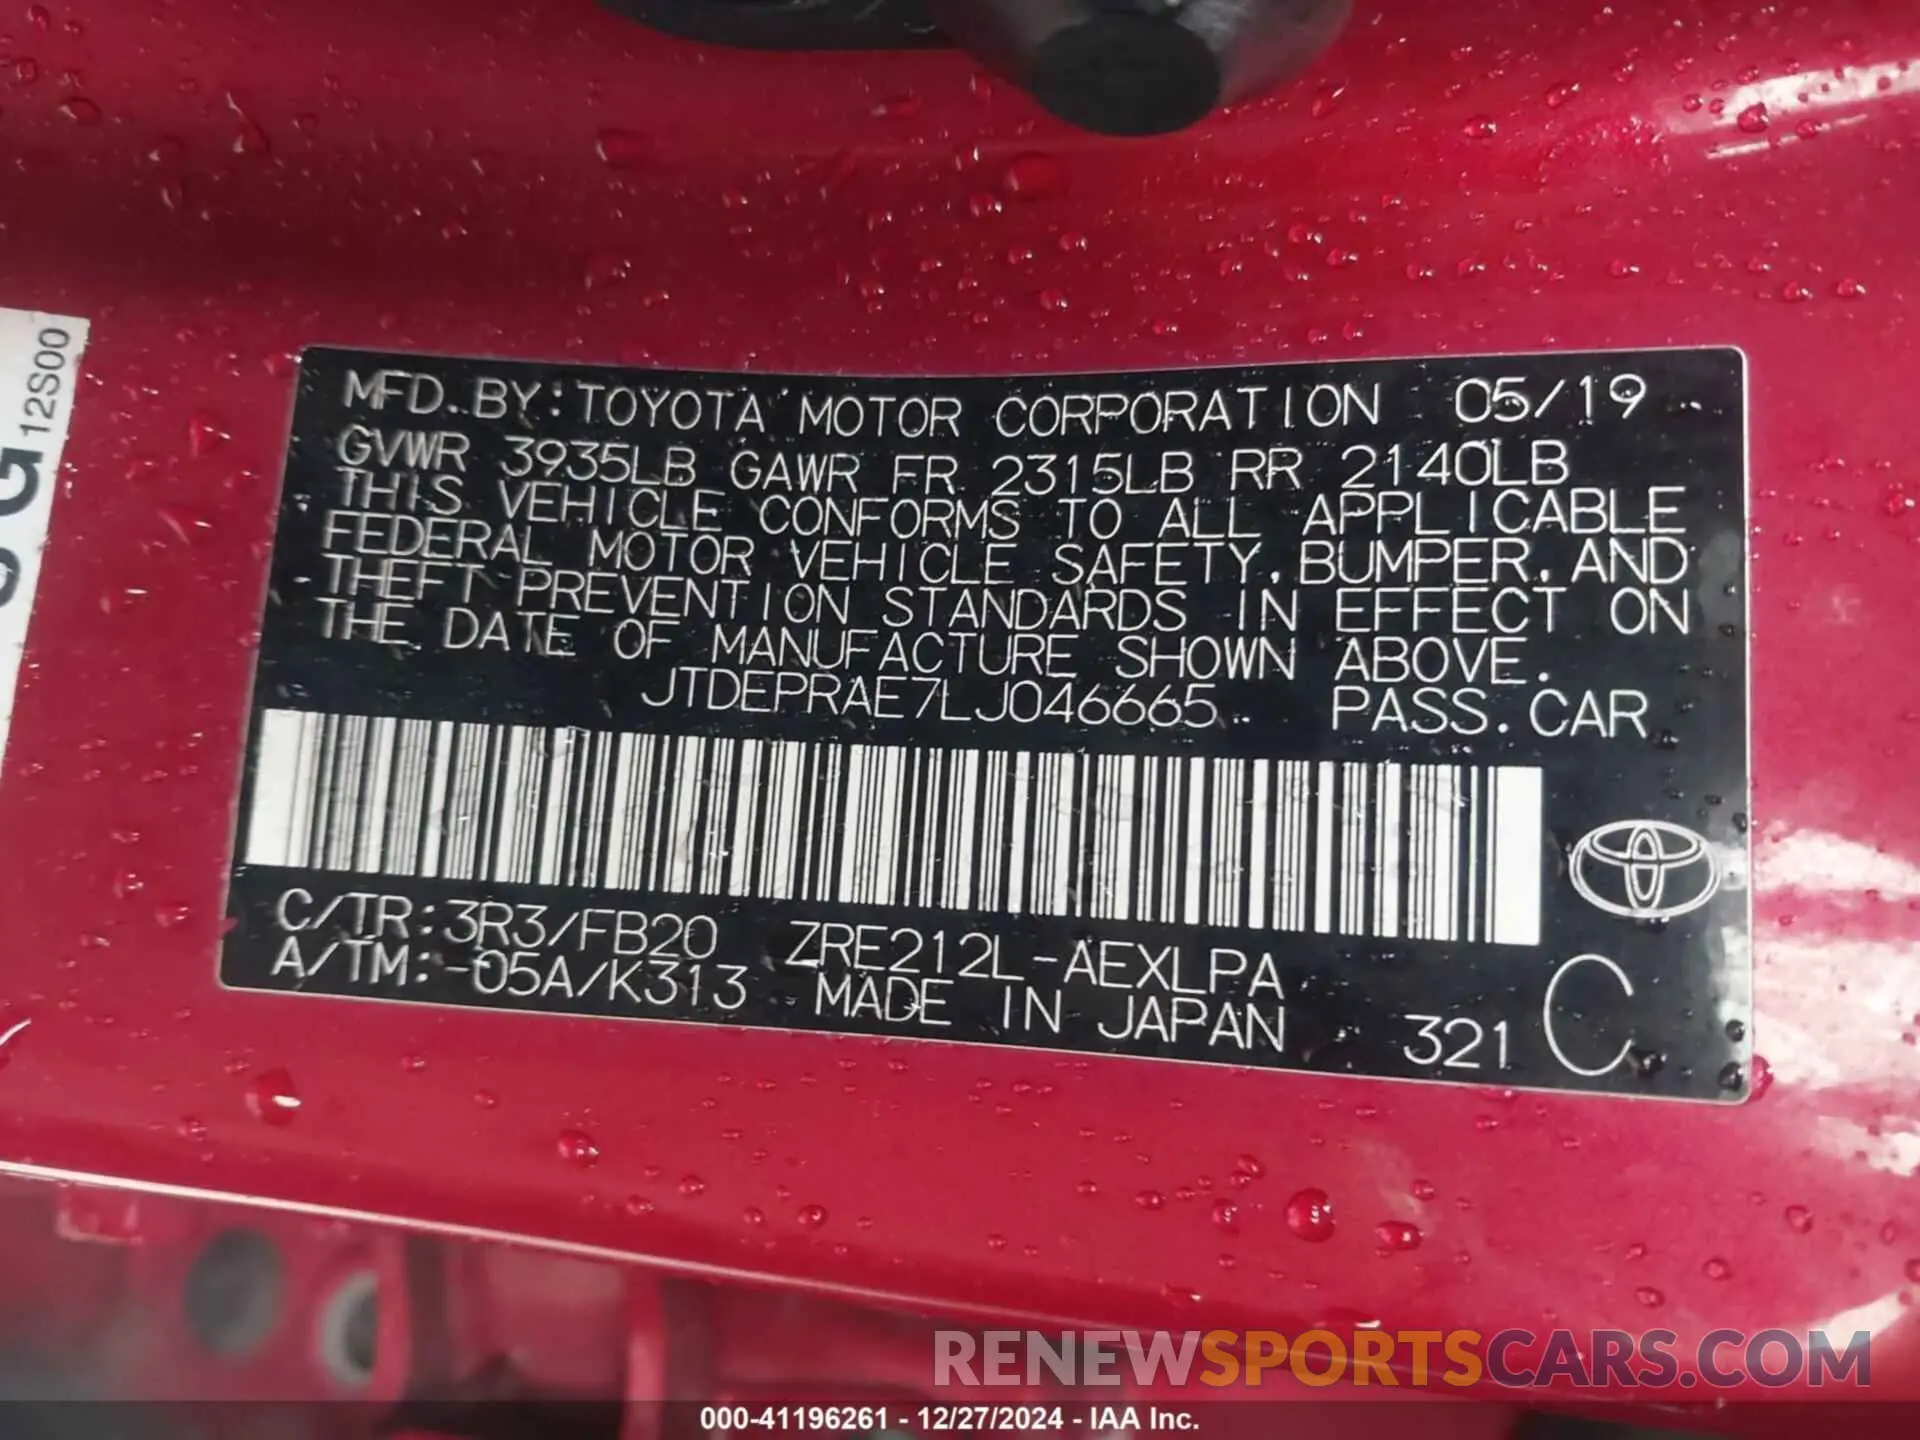 12S00
MFD. BY: TOYOTA MOTOR CORPORATION 05/19
GVWR 3935LB GAWR FR 2315LB RR 2140LB
THIS VEHICLE CONFORMS TO ALL APPLICABLE
FEDERAL MOTOR VEHICLE SAFETY, BUMPER, AND
THEFT PREVENTION STANDARDS IN EFFECT ON
THE DATE OF MANUFACTURE SHOWN ABOVE.
JTDEPRAE7LJ046665 PASS. CAR
C/TR: 3R3/FB20 ZRE212L-AEXLPA
A/TM: -05A/K313 MADE IN JAPAN 321 C
RENEWSPORTSCARS.COM
000-41196261 - 12/27/2024 - IAA Inc.